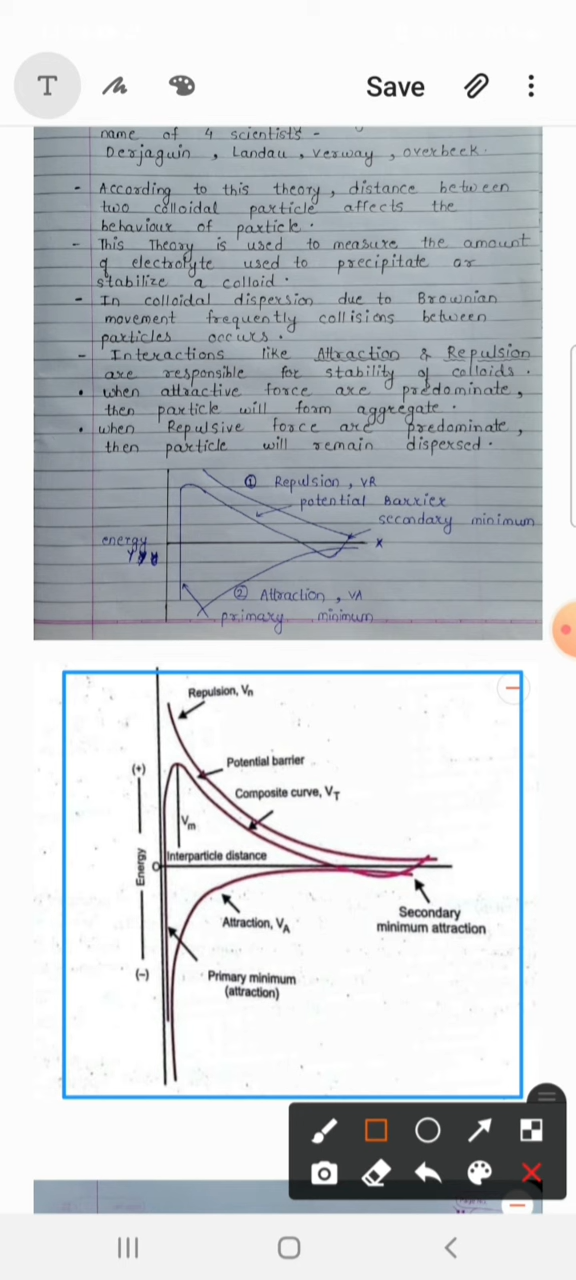 T
Save
name of 4 scientists -
Derjaguin , Landau , verway , overbeek .
- According to this theory , distance between
two colloidal particle affects the
behaviour of particle .
- This Theory is used to measure the amount
of electrolyte used to precipitate or
stabilize a colloid .
- In colloidal dispersion due to Brownian
movement frequently collisions between
particles occurs .
- Interactions like Attraction & Repulsion
are responsible for stability of colloids .
• when attractive force are predominate ,
then particle will form aggregate .
• when Repulsive force are predominate ,
then particle will remain dispersed .
① Repulsion , VR
potential Barrier
secondary minimum
energy
x
② Attraction , VA
primary minimum
Repulsion, Vn
(+)
Potential barrier
Composite curve, VT
Vm
Interparticle distance
O
Energy
Attraction, VA
Secondary
minimum attraction
(−)
Primary minimum
(attraction)